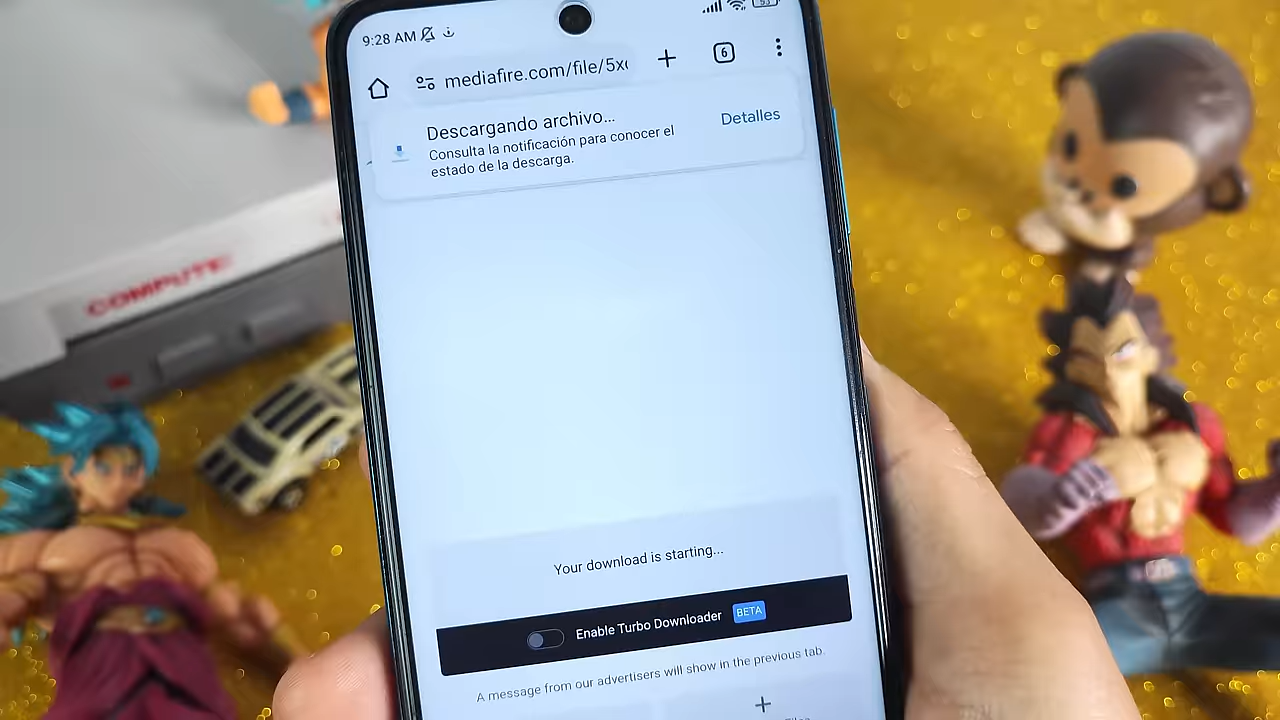 9:28 AM
93
mediafire.com/file/5x
6
Descargando archivo...
Consulta la notificación para conocer el
estado de la descarga.
Detalles
COMPUTE
Your download is starting...
Enable Turbo Downloader BETA
A message from our advertisers will show in the previous tab.
Files